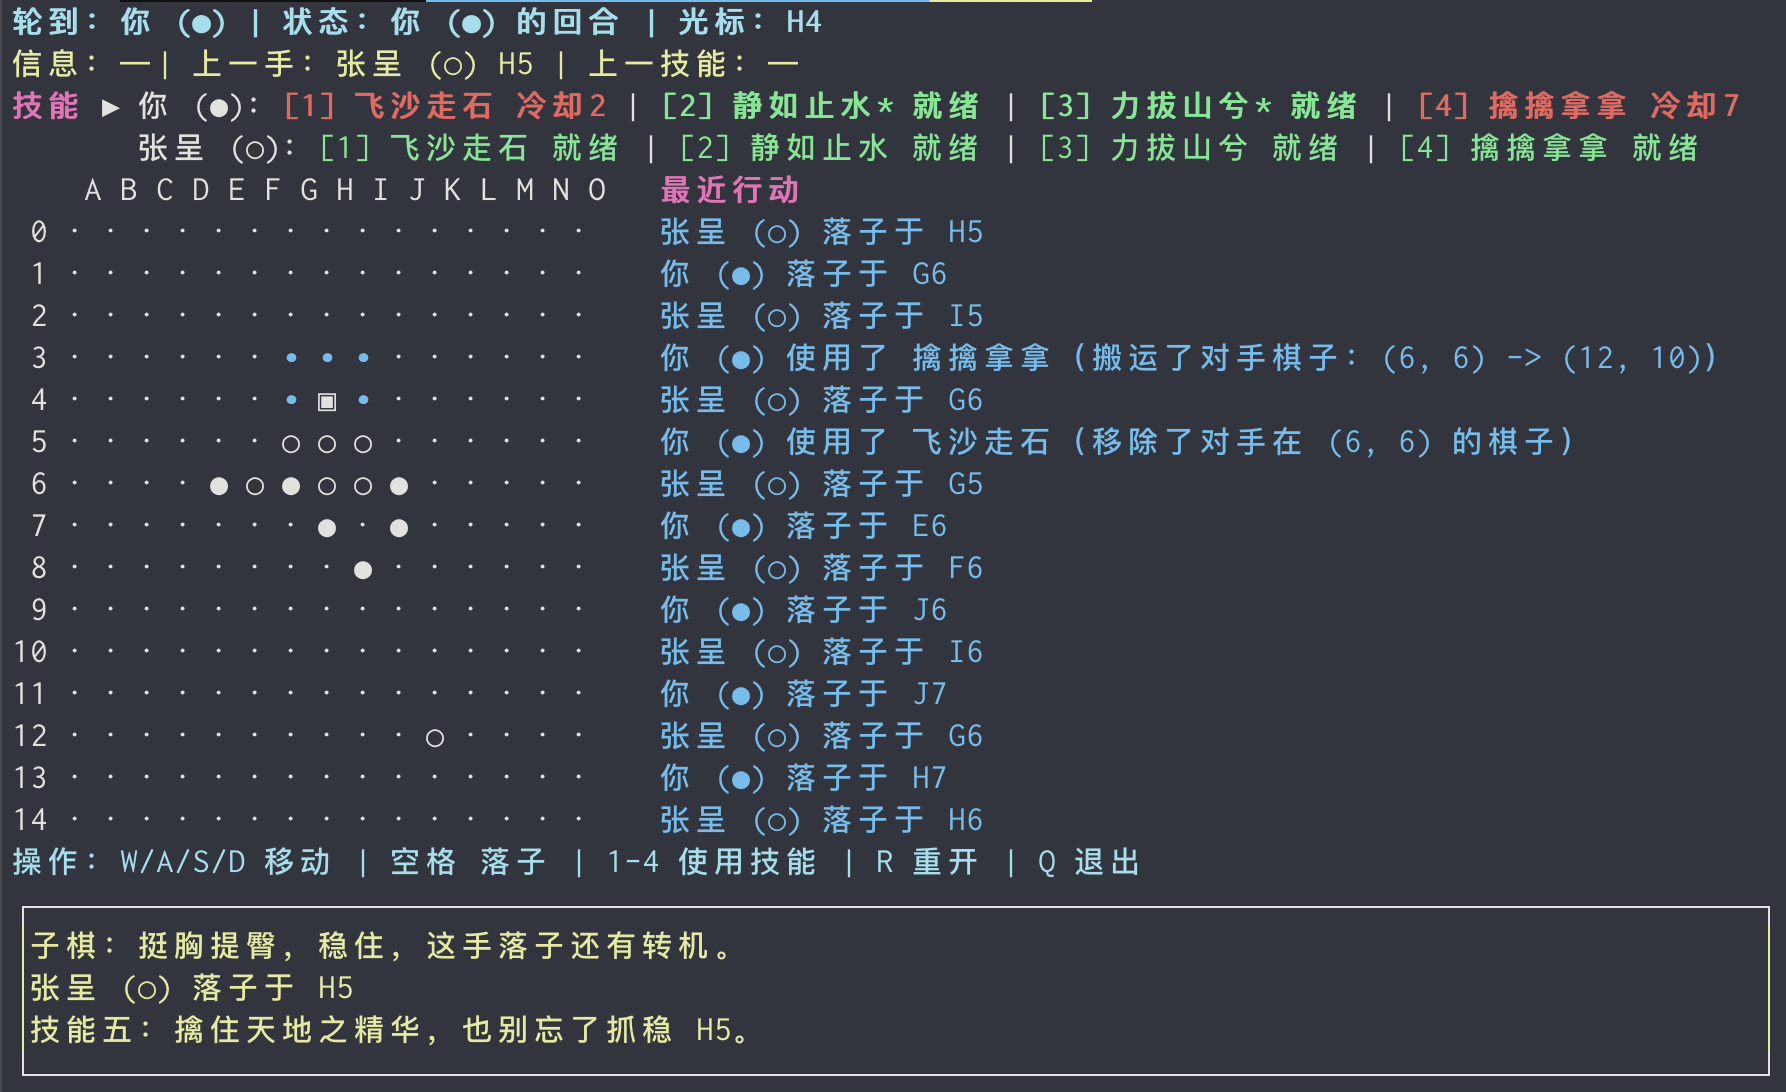 轮到: 你 (●) | 状态: 你 (●) 的回合 | 光标: H4
信息: — | 上一手: 张呈 (○) H5 | 上一技能: —
技能 ▶ 你 (●): [1] 飞沙走石 冷却2 | [2] 静如止水* 就绪 | [3] 力拔山兮* 就绪 | [4] 擒擒拿拿 冷却7
张呈 (○): [1] 飞沙走石 就绪 | [2] 静如止水 就绪 | [3] 力拔山兮 就绪 | [4] 擒擒拿拿 就绪
A B C D E F G H I J K L M N O 最近行动
0 · · · · · · · · · · · · · · · 张呈 (○) 落子于 H5
1 · · · · · · · · · · · · · · · 你 (●) 落子于 G6
2 · · · · · · · · · · · · · · · 张呈 (○) 落子于 I5
3 · · · · · · • • • · · · · · · 你 (●) 使用了 擒擒拿拿 (搬运了对手棋子: (6, 6) -> (12, 10))
4 · · · · · · • ▣ • · · · · · · 张呈 (○) 落子于 G6
5 · · · · · · ○ ○ ○ · · · · · · 你 (●) 使用了 飞沙走石 (移除了对手在 (6, 6) 的棋子)
6 · · · · ● ○ ● ○ ○ ● · · · · · 张呈 (○) 落子于 G5
7 · · · · · · · ● · ● · · · · · 你 (●) 落子于 E6
8 · · · · · · · · ● · · · · · · 张呈 (○) 落子于 F6
9 · · · · · · · · · · · · · · · 你 (●) 落子于 J6
10 · · · · · · · · · · · · · · · 张呈 (○) 落子于 I6
11 · · · · · · · · · · · · · · · 你 (●) 落子于 J7
12 · · · · · · · · · · ○ · · · · 张呈 (○) 落子于 G6
13 · · · · · · · · · · · · · · · 你 (●) 落子于 H7
14 · · · · · · · · · · · · · · · 张呈 (○) 落子于 H6
操作: W/A/S/D 移动 | 空格 落子 | 1-4 使用技能 | R 重开 | Q 退出
子棋: 挺胸提臀, 稳住, 这手落子还有转机。
张呈 (○) 落子于 H5
技能五: 擒住天地之精华, 也别忘了抓稳 H5。